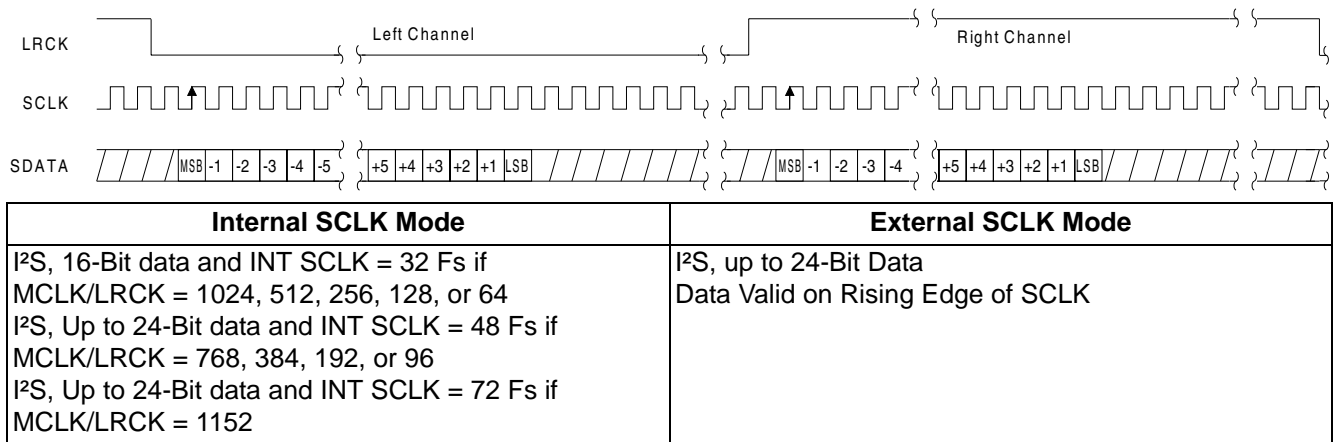 LRCK Left Channel Right Channel
SCLK
SDATA MSB -1 -2 -3 -4 -5 +5 +4 +3 +2 +1 LSB MSB -1 -2 -3 -4 +5 +4 +3 +2 +1 LSB
Internal SCLK Mode
External SCLK Mode
I²S, 16-Bit data and INT SCLK = 32 Fs if
MCLK/LRCK = 1024, 512, 256, 128, or 64
I²S, Up to 24-Bit data and INT SCLK = 48 Fs if
MCLK/LRCK = 768, 384, 192, or 96
I²S, Up to 24-Bit data and INT SCLK = 72 Fs if
MCLK/LRCK = 1152
I²S, up to 24-Bit Data
Data Valid on Rising Edge of SCLK